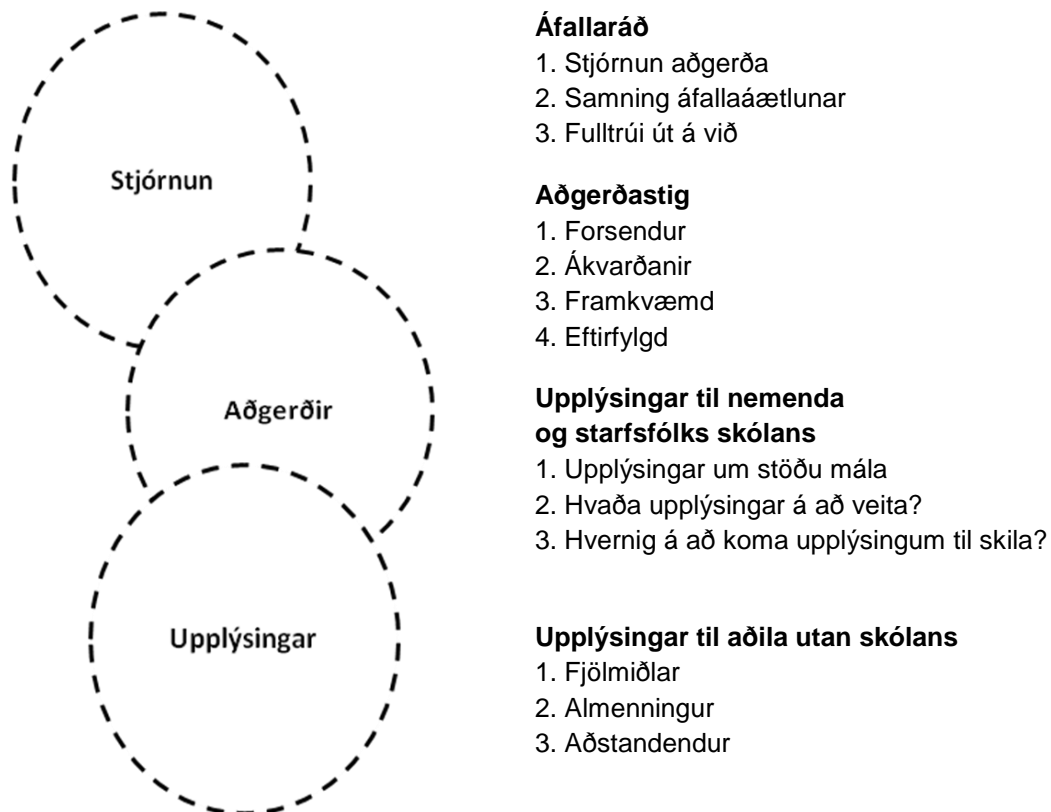 Stjórnun
Aðgerðir
Upplýsingar
Áfallaráð
1. Stjórnun aðgerða
2. Samning áfallaáætlunar
3. Fulltrúi út á við
Aðgerðastig
1. Forsendur
2. Ákvarðanir
3. Framkvæmd
4. Eftirfylgd
Upplýsingar til nemenda
og starfsfólks skólans
1. Upplýsingar um stöðu mála
2. Hvaða upplýsingar á að veita?
3. Hvernig á að koma upplýsingum til skila?
Upplýsingar til aðila utan skólans
1. Fjölmiðlar
2. Almenningur
3. Aðstandendur